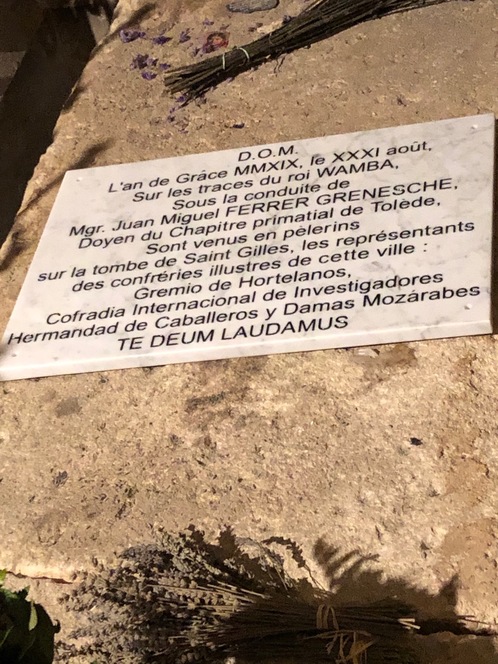 D.O.M.
L'an de Grâce MMXIX, le XXXI août,
Sur les traces du roi WAMBA,
Sous la conduite de
Mgr. Juan Miguel FERRER GRENESCHE,
Doyen du Chapitre primatial de Tolède,
Sont venus en pèlerins
sur la tombe de Saint Gilles, les représentants
des confréries illustres de cette ville :
Gremio de Hortelanos,
Cofradia Internacional de Investigadores
Hermandad de Caballeros y Damas Mozárabes
TE DEUM LAUDAMUS